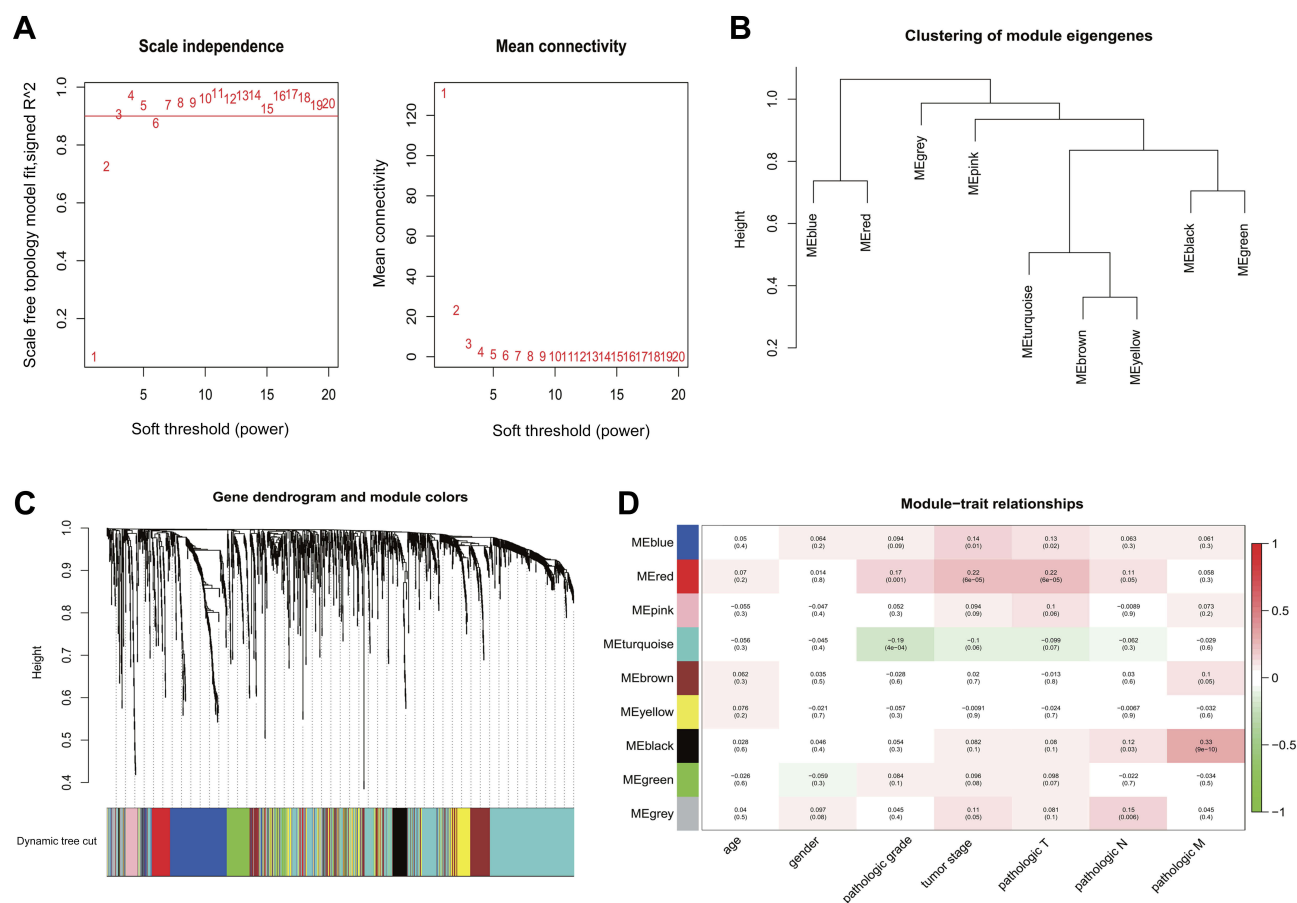 A
Scale independence
Scale free topology model fit,signed R^2
1.0
0.8
0.6
0.4
0.2
1
2
3
4
5
6
7
8
9
10
11
12
13
14
15
16
17
18
19
20
5
10
15
20
Soft threshold (power)
Mean connectivity
Mean connectivity
120
100
80
60
40
20
0
1
2
3
4
5
6
7
8
9
10
11
12
13
14
15
16
17
18
19
20
5
10
15
20
Soft threshold (power)
B
Clustering of module eigengenes
Height
1.0
0.8
0.6
0.4
0.2
MEblue
MEred
MEgrey
MEpink
MEturquoise
MEbrown
MEyellow
MEblack
MEgreen
C
Gene dendrogram and module colors
Height
1.0
0.9
0.8
0.7
0.6
0.5
0.4
Dynamic tree cut
D
Module−trait relationships
MEblue
0.05 0.064 0.094 0.14 0.13 0.063 0.061
(0.4) (0.2) (0.09) (0.01) (0.02) (0.3) (0.3)
MEred
0.07 0.014 0.17 0.22 0.22 0.11 0.058
(0.2) (0.8) (0.001) (6e−05) (6e−05) (0.05) (0.3)
MEpink
−0.055 −0.047 0.052 0.094 0.1 −0.0089 0.073
(0.3) (0.4) (0.3) (0.09) (0.06) (0.9) (0.2)
MEturquoise
−0.056 −0.045 −0.19 −0.1 −0.099 −0.062 −0.029
(0.3) (0.4) (4e−04) (0.06) (0.07) (0.3) (0.6)
MEbrown
0.062 0.035 −0.028 0.02 −0.013 0.03 0.1
(0.3) (0.5) (0.6) (0.7) (0.8) (0.6) (0.05)
MEyellow
0.076 −0.021 −0.057 −0.0091 −0.024 −0.0067 −0.032
(0.2) (0.7) (0.3) (0.9) (0.7) (0.9) (0.6)
MEblack
0.028 0.046 0.054 0.082 0.08 0.12 0.33
(0.6) (0.4) (0.3) (0.1) (0.1) (0.03) (9e−10)
MEgreen
−0.026 −0.059 0.084 0.096 0.098 −0.022 −0.034
(0.6) (0.3) (0.1) (0.08) (0.07) (0.7) (0.5)
MEgrey
0.04 0.097 0.045 0.11 0.081 0.15 0.045
(0.5) (0.08) (0.4) (0.05) (0.1) (0.006) (0.4)
age
gender
pathologic grade
tumor stage
pathologic T
pathologic N
pathologic M
1
0.5
0
−0.5
−1